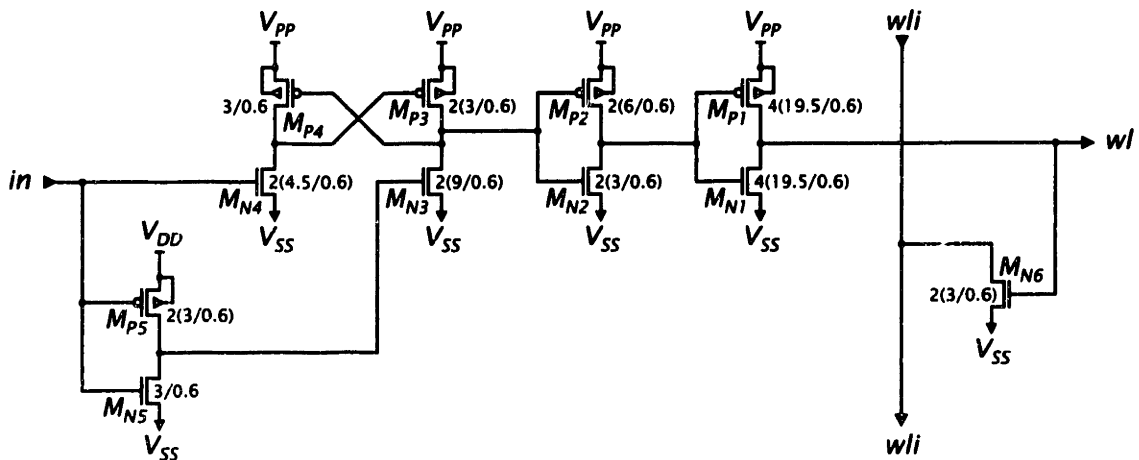 V_PP V_PP V_PP V_PP wli
3/0.6 M_P4 M_P3 2(3/0.6) M_P2 2(6/0.6) M_P1 4(19.5/0.6)
wl
in
M_N4 2(4.5/0.6) M_N3 2(9/0.6) M_N2 2(3/0.6) M_N1 4(19.5/0.6)
V_SS V_SS V_SS V_SS
V_DD
M_N6
M_P5 2(3/0.6)
2(3/0.6)
V_SS
M_N5 3/0.6
V_SS
wli